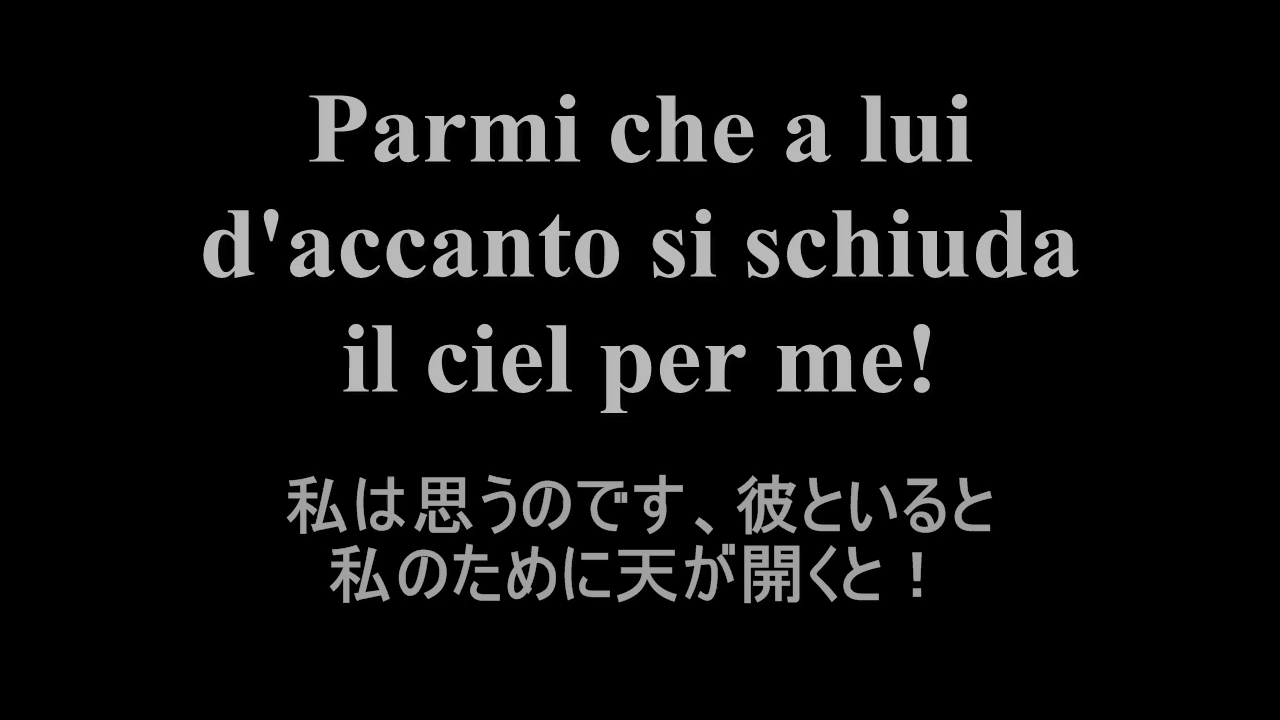 Parmi che a lui
d'accanto si schiuda
il ciel per me!
私は思うのです、彼といると
私のために天が開くと！